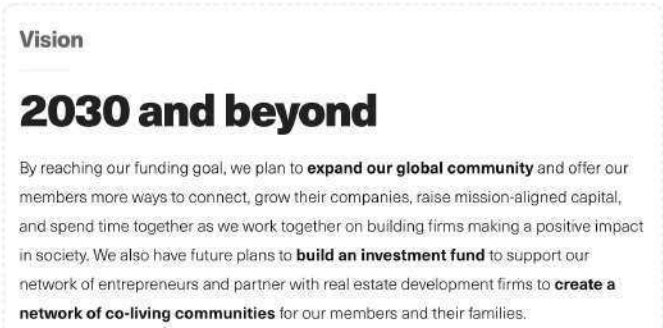 Vision
2030 and beyond
By reaching our funding goal, we plan to expand our global community and offer our
members more ways to connect, grow their companies, raise mission-aligned capital,
and spend time together as we work together on building firms making a positive impact
in society. We also have future plans to build an investment fund to support our
network of entrepreneurs and partner with real estate development firms to create a
network of co-living communities for our members and their families.